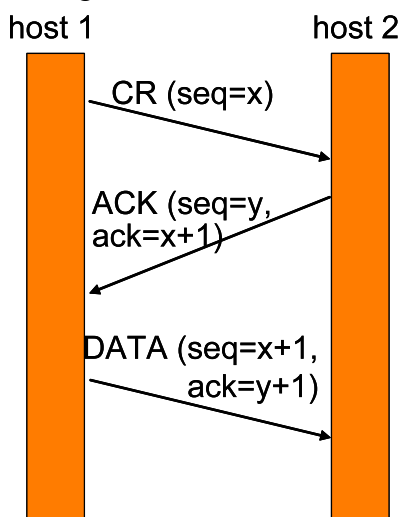 host 1 host 2
CR (seq=x)
ACK (seq=y,
ack=x+1)
DATA (seq=x+1,
ack=y+1)